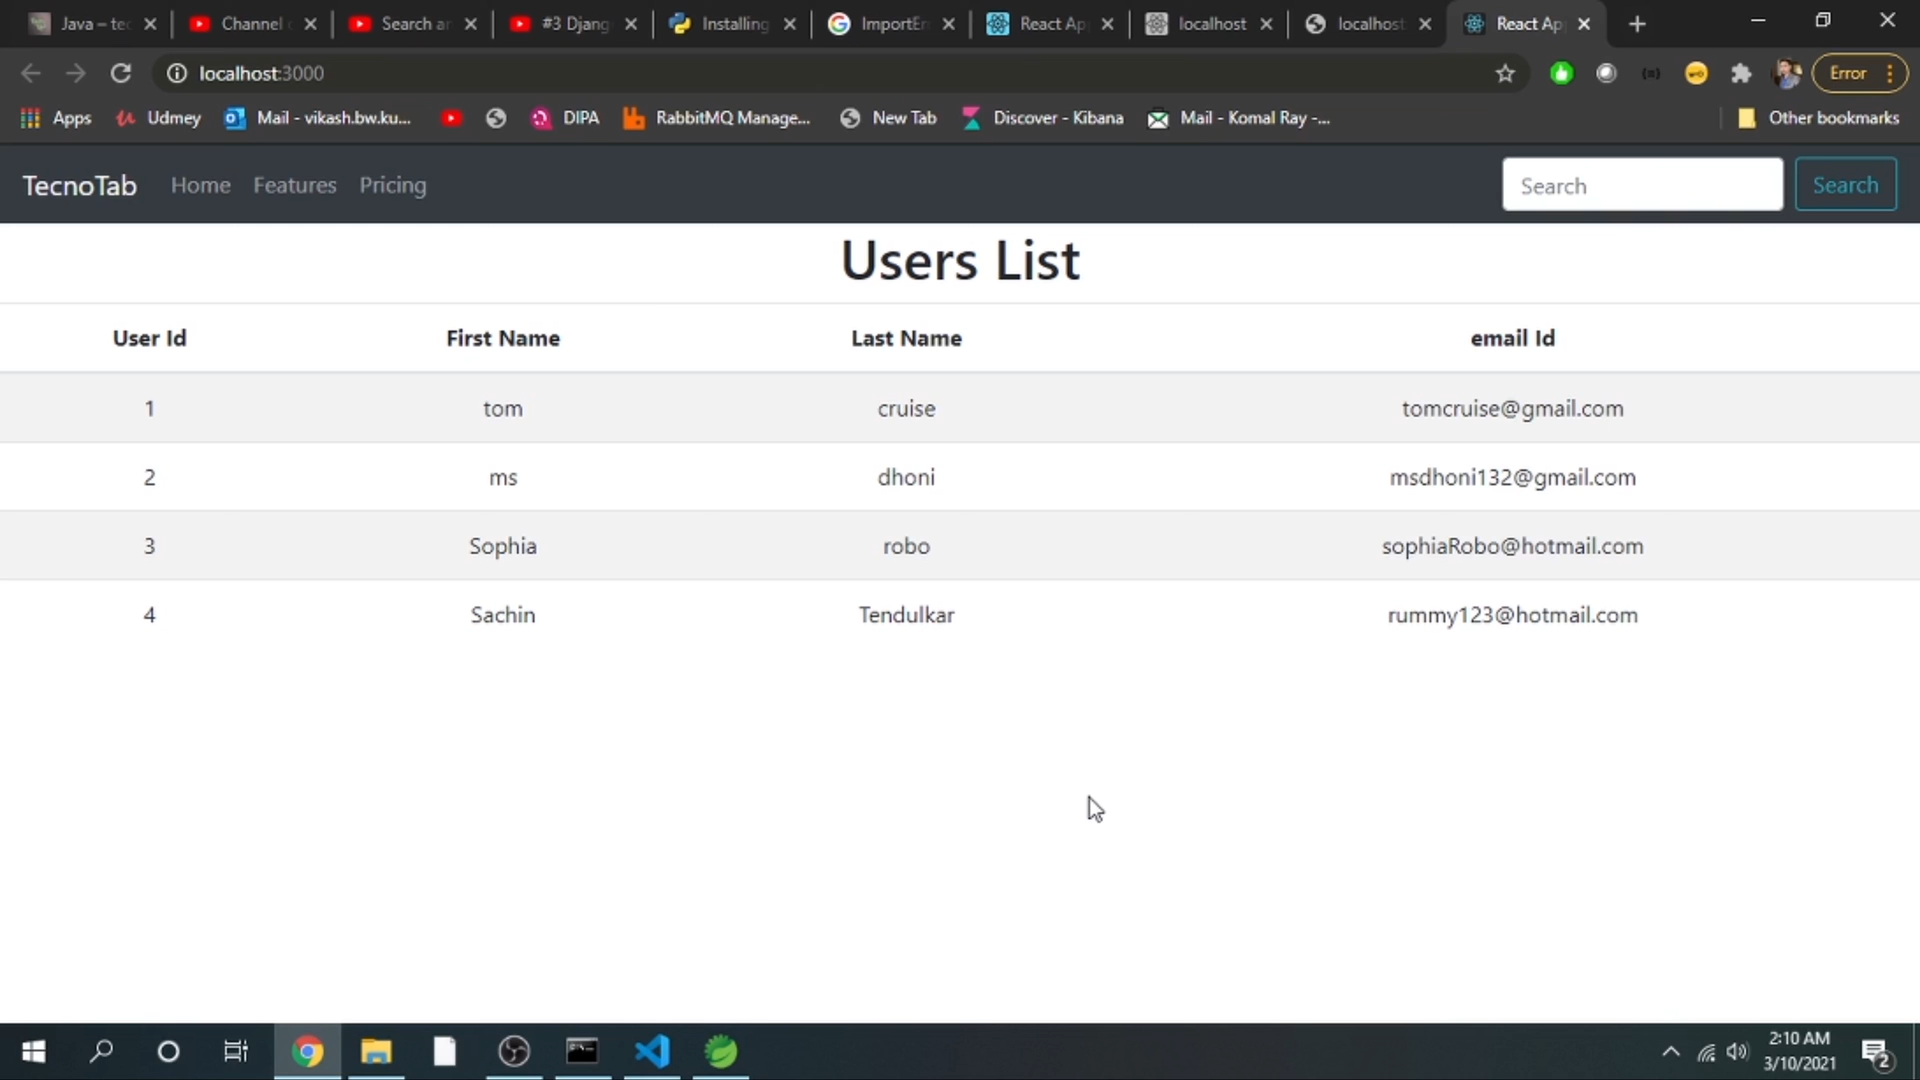 Java – tec Channel Search ar #3 Djang Installing ImportErr React Ap localhost localhost: React Ap
localhost:3000 Error
Apps Udmey Mail - vikash.bw.ku... DIPA RabbitMQ Manage... New Tab Discover - Kibana Mail - Komal Ray -... Other bookmarks
TecnoTab Home Features Pricing Search Search
Users List
User Id First Name Last Name email Id
1 tom cruise tomcruise@gmail.com
2 ms dhoni msdhoni132@gmail.com
3 Sophia robo sophiaRobo@hotmail.com
4 Sachin Tendulkar rummy123@hotmail.com
2:10 AM
3/10/2021 2